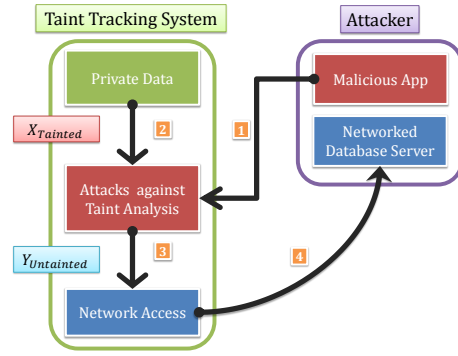 Taint Tracking System
Attacker
Private Data
Malicious App
1
2
X_Tainted
Networked
Database Server
Attacks against
Taint Analysis
3
Y_Untainted
4
Network Access